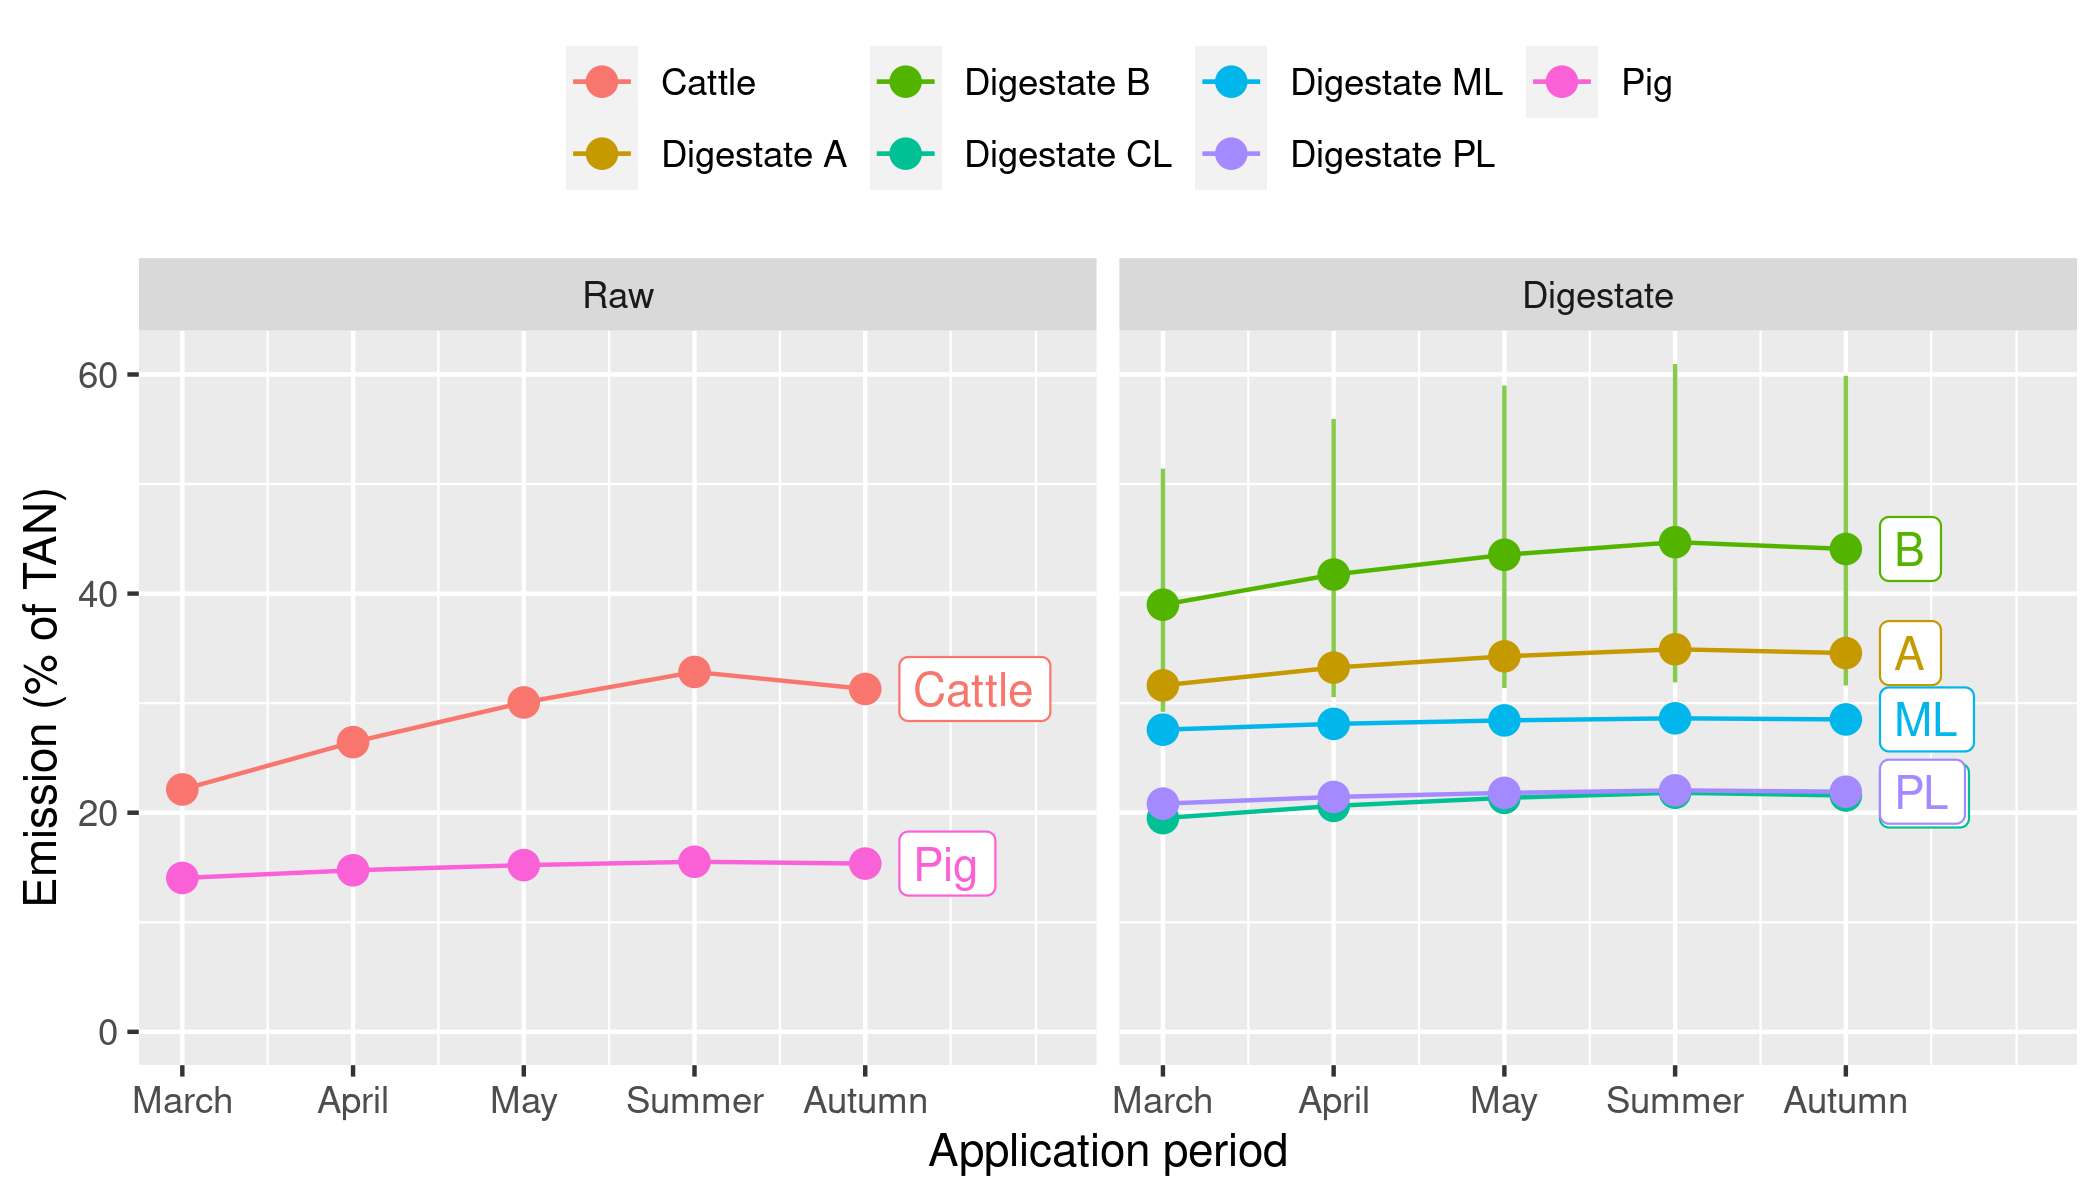 Cattle
Digestate B
Digestate ML
Pig
Digestate A
Digestate CL
Digestate PL
Raw
Digestate
Emission (% of TAN)
60
40
20
0
Cattle
Pig
B
A
ML
PL
March
April
May
Summer
Autumn
March
April
May
Summer
Autumn
Application period